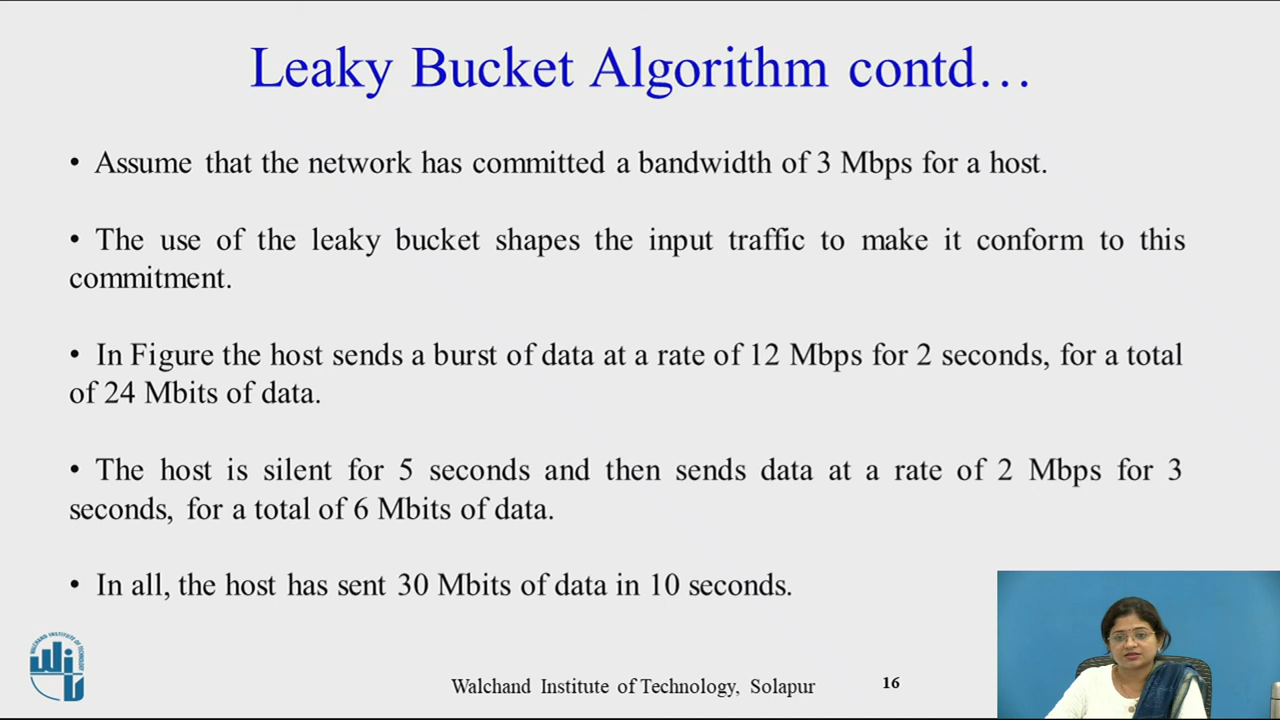 Leaky Bucket Algorithm contd…
• Assume that the network has committed a bandwidth of 3 Mbps for a host.
• The use of the leaky bucket shapes the input traffic to make it conform to this
commitment.
• In Figure the host sends a burst of data at a rate of 12 Mbps for 2 seconds, for a total
of 24 Mbits of data.
• The host is silent for 5 seconds and then sends data at a rate of 2 Mbps for 3
seconds, for a total of 6 Mbits of data.
• In all, the host has sent 30 Mbits of data in 10 seconds.
WALCHAND INSTITUTE OF TECHNOLOGY
WIT
Walchand Institute of Technology, Solapur
16